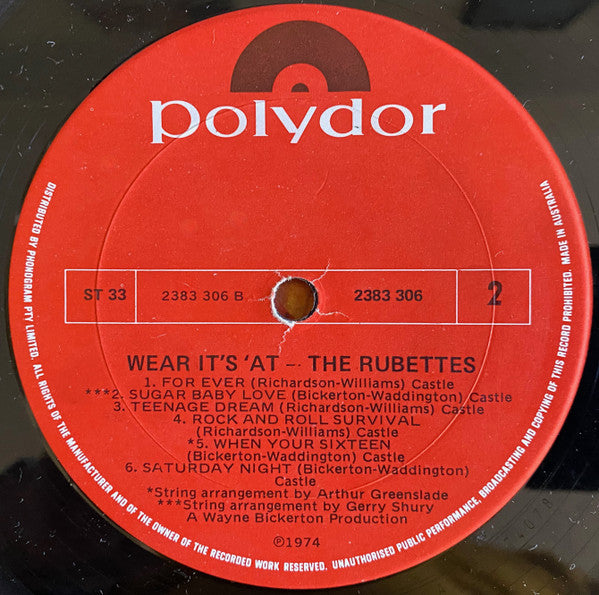 polydor
ST 33
2383 306 B
2383 306
2
WEAR IT'S 'AT – THE RUBETTES
1. FOR EVER (Richardson-Williams) Castle
***2. SUGAR BABY LOVE (Bickerton-Waddington) Castle
3. TEENAGE DREAM (Richardson-Williams) Castle
4. ROCK AND ROLL SURVIVAL
(Richardson-Williams) Castle
*5. WHEN YOUR SIXTEEN
(Bickerton-Waddington) Castle
6. SATURDAY NIGHT (Bickerton-Waddington)
Castle
*String arrangement by Arthur Greenslade
***String arrangement by Gerry Shury
A Wayne Bickerton Production
℗1974
DISTRIBUTED BY PHONOGRAM PTY LIMITED. ALL RIGHTS OF THE MANUFACTURER AND OF THE OWNER OF THE RECORDED WORK RESERVED. UNAUTHORISED PUBLIC PERFORMANCE, BROADCASTING AND COPYING OF THIS RECORD PROHIBITED. MADE IN AUSTRALIA